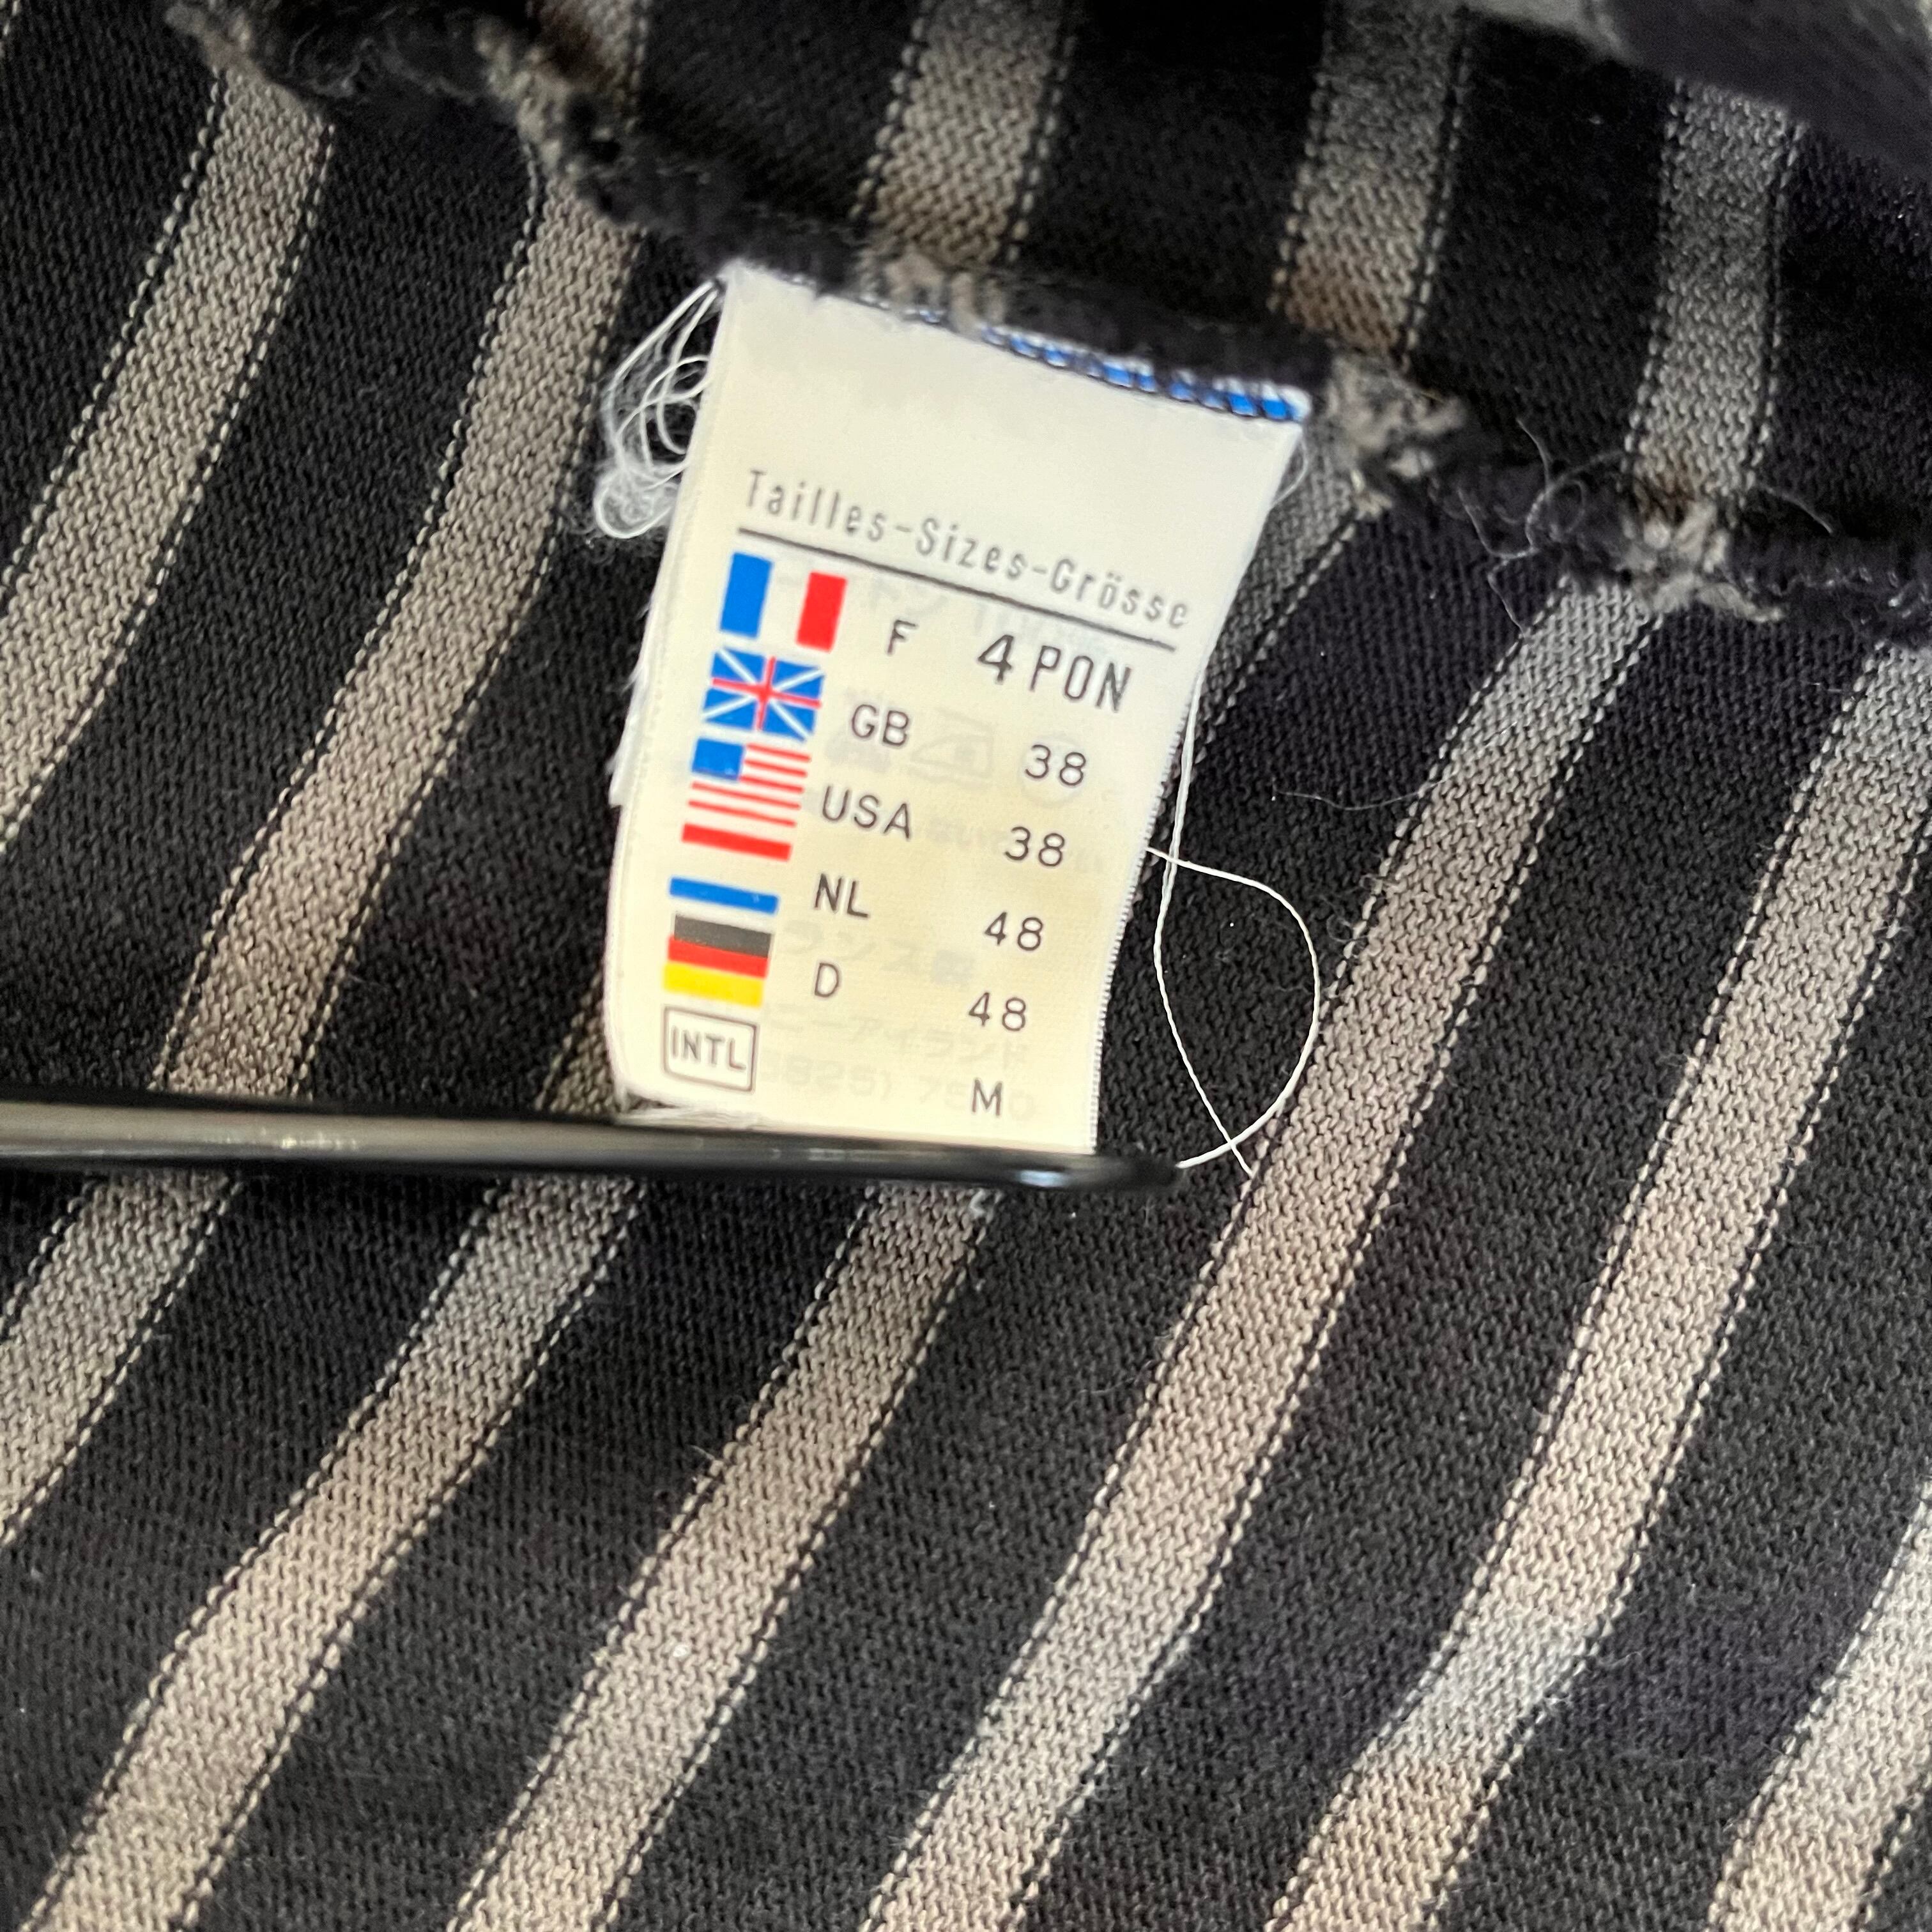 Tailles-Sizes-Grösse
F 4 PON
GB 38
USA 38
NL 48
D 48
INTL M